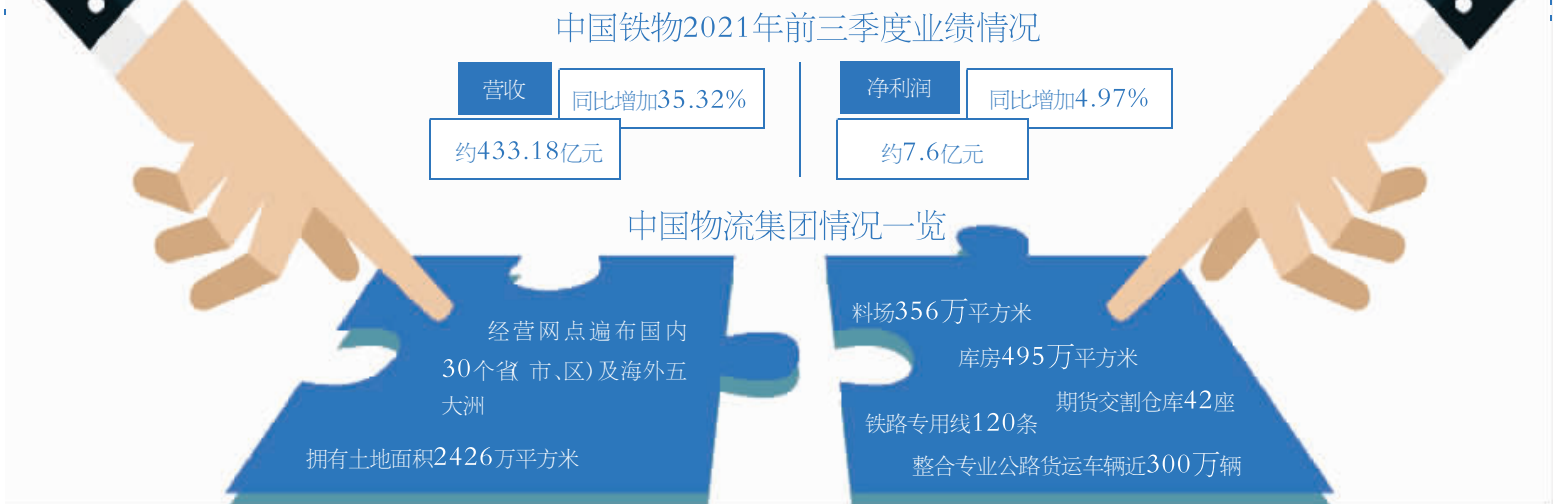 中国铁物2021年前三季度业绩情况
营收
同比增加35.32%
约433.18亿元
净利润
同比增加4.97%
约7.6亿元
中国物流集团情况一览
经营网点遍布国内
30个省( 市、区)及海外五
大洲
拥有土地面积2426万平方米
料场356万平方米
库房495万平方米
期货交割仓库42座
铁路专用线120条
整合专业公路货运车辆近300万辆